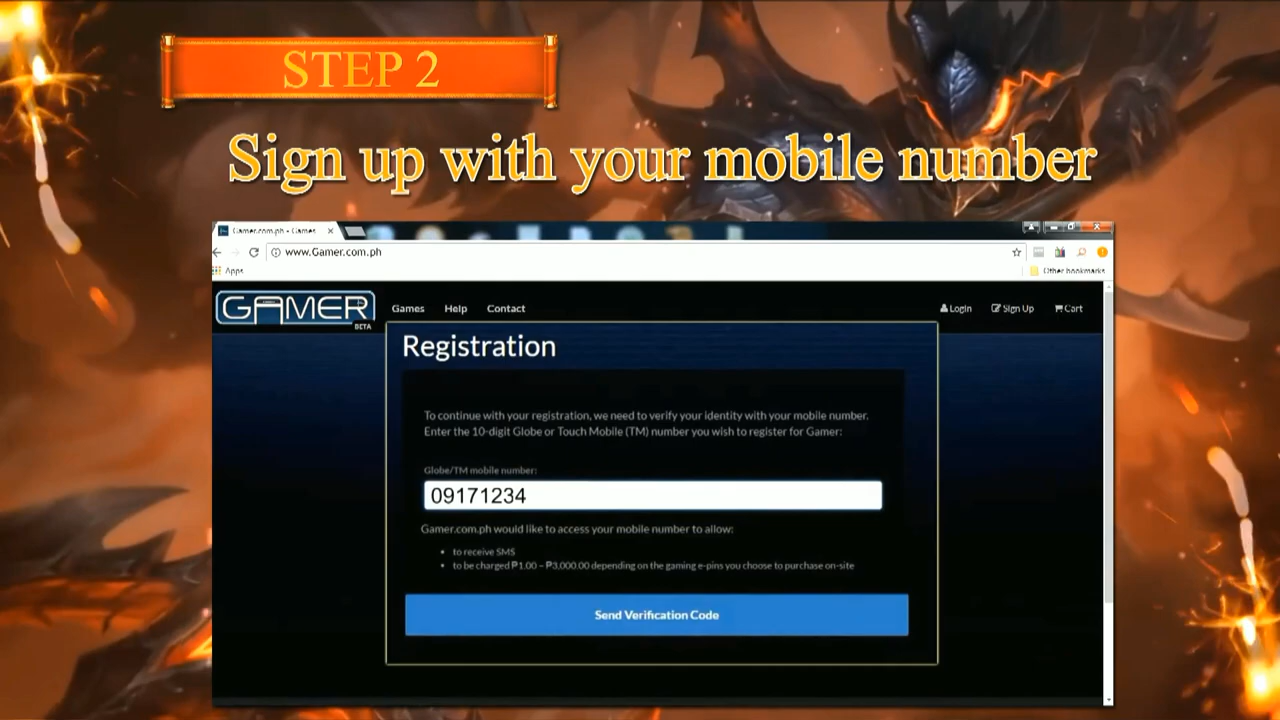 STEP 2
Sign up with your mobile number
Gamer.com.ph - Games
www.Gamer.com.ph
Apps
Other bookmarks
GAMER
BETA
Games Help Contact
Login Sign Up Cart
Registration
To continue with your registration, we need to verify your identity with your mobile number.
Enter the 10-digit Globe or Touch Mobile (TM) number you wish to register for Gamer:
Globe/TM mobile number:
09171234
Gamer.com.ph would like to access your mobile number to allow:
• to receive SMS
• to be charged ₱1.00 – ₱3,000.00 depending on the gaming e-pins you choose to purchase on-site
Send Verification Code